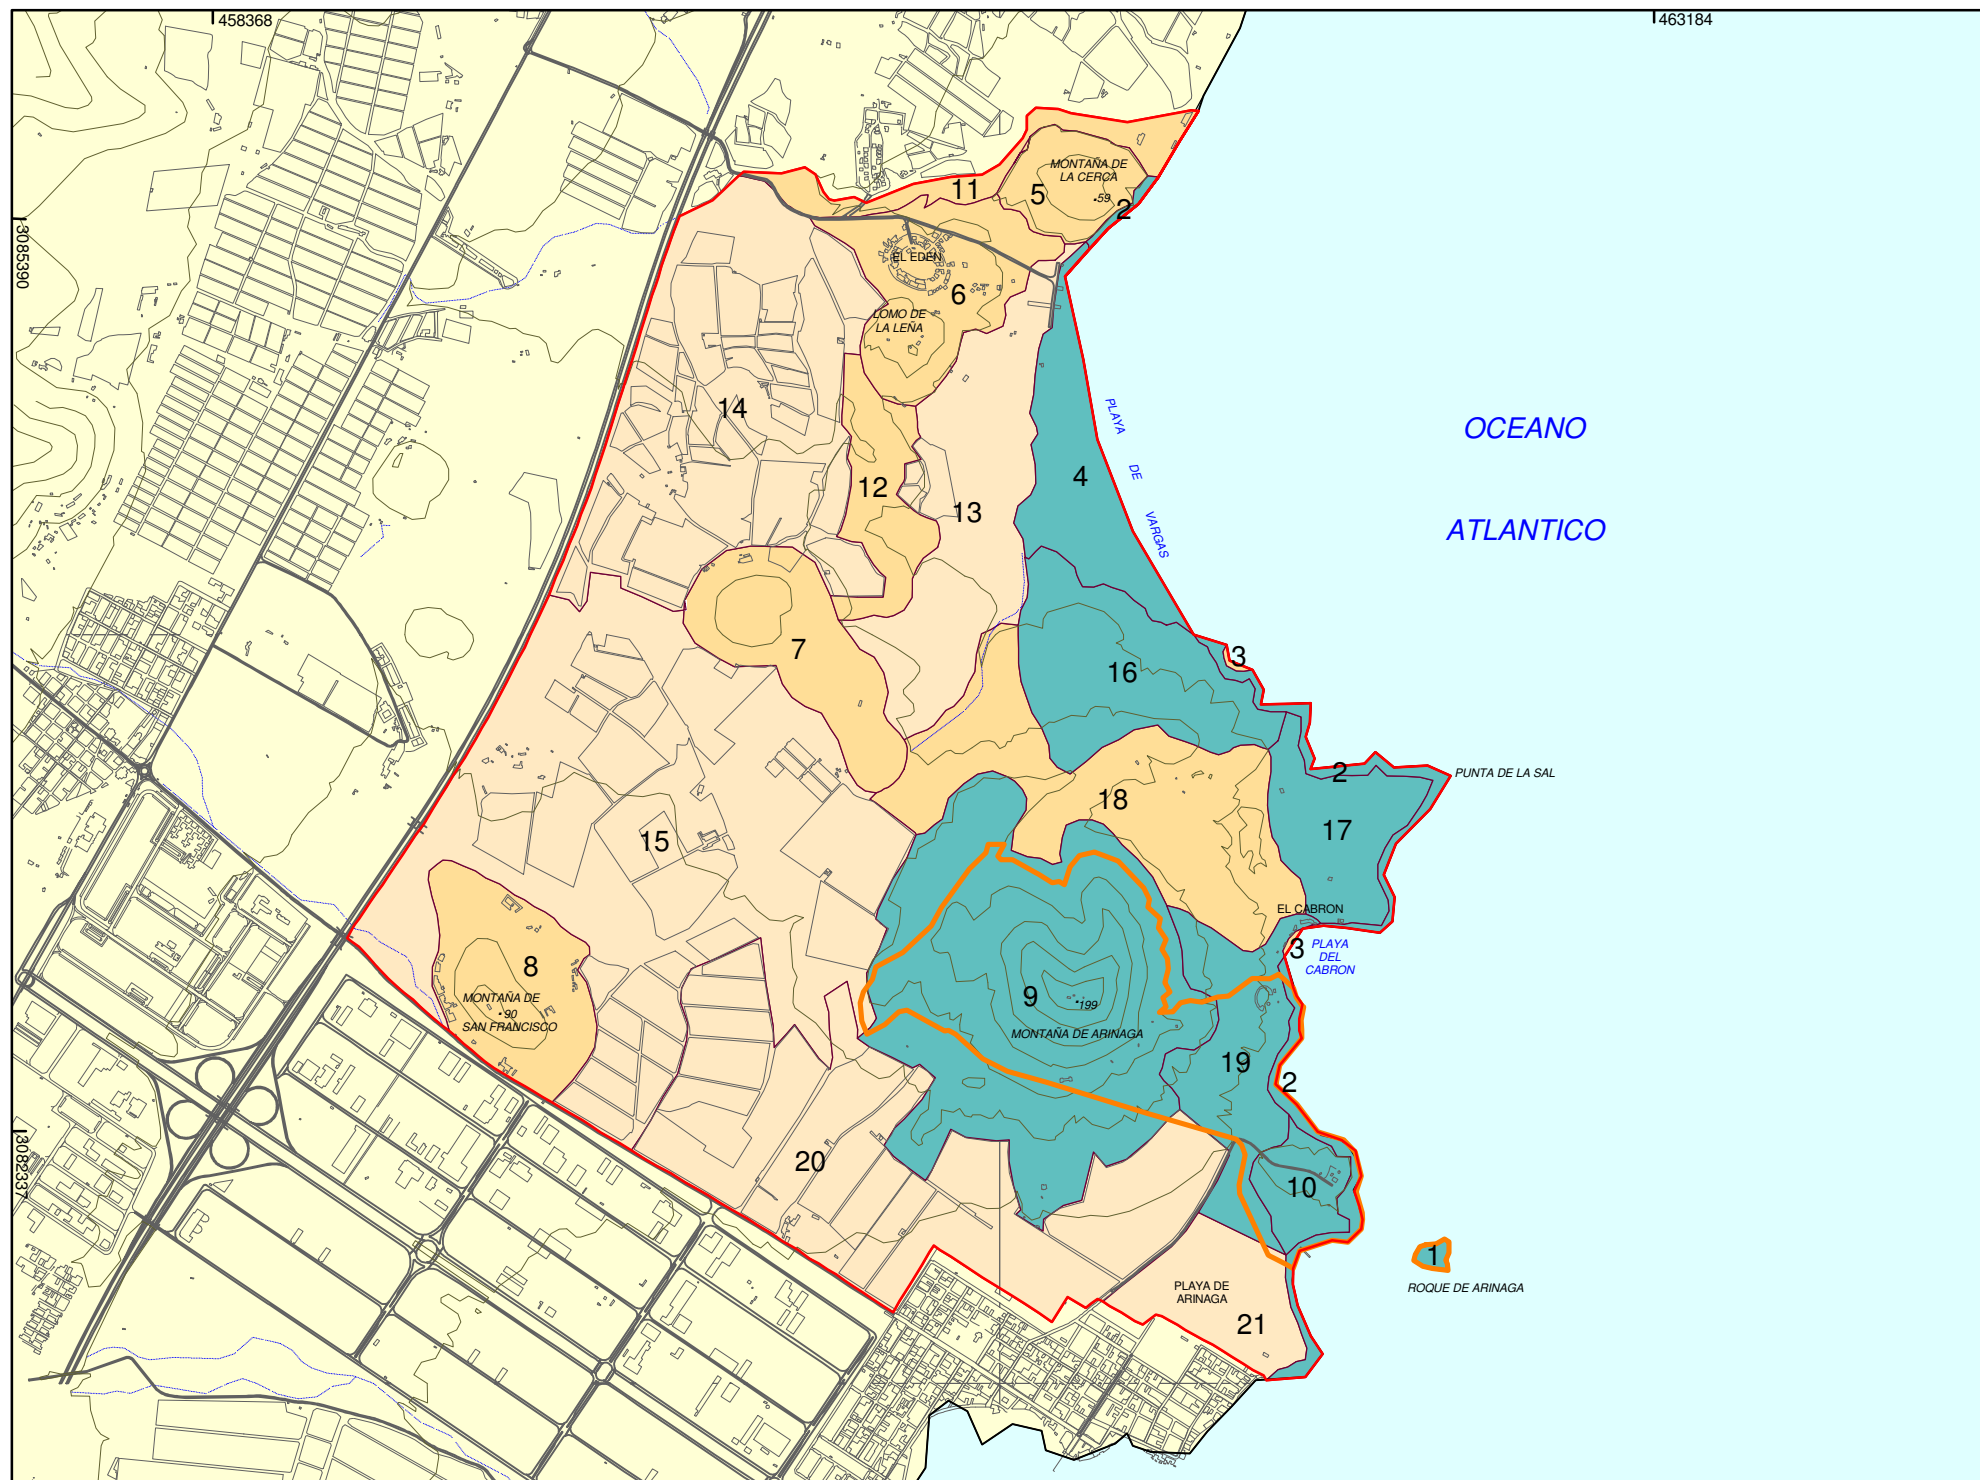 458368
463184
3085390
3082337
MONTAÑA DE
LA CERCA
59
11
5
2
EL EDEN
6
LOMO DE
LA LEÑA
14
4
12
13
PLAYA DE VARGAS
OCEANO
ATLANTICO
7
16
3
2
PUNTA DE LA SAL
18
17
15
EL CABRON
3
PLAYA
DEL
CABRON
8
MONTAÑA DE
90
SAN FRANCISCO
9
199
MONTAÑA DE ARINAGA
19
2
20
10
1
ROQUE DE ARINAGA
PLAYA DE
ARINAGA
21